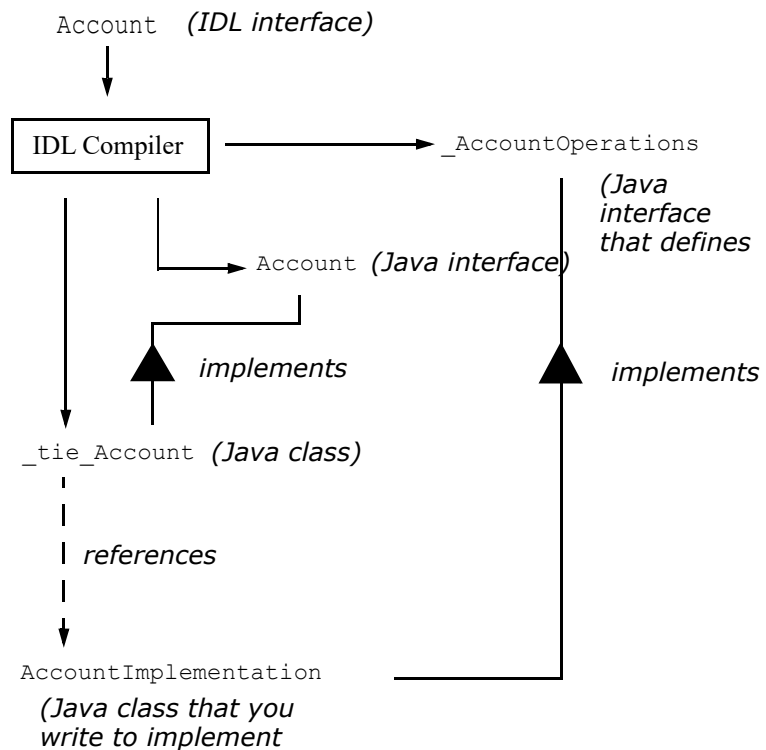 Account (IDL interface)
IDL Compiler
_AccountOperations
(Java
interface
that defines
Account (Java interface)
implements
implements
_tie_Account (Java class)
references
AccountImplementation
(Java class that you
write to implement